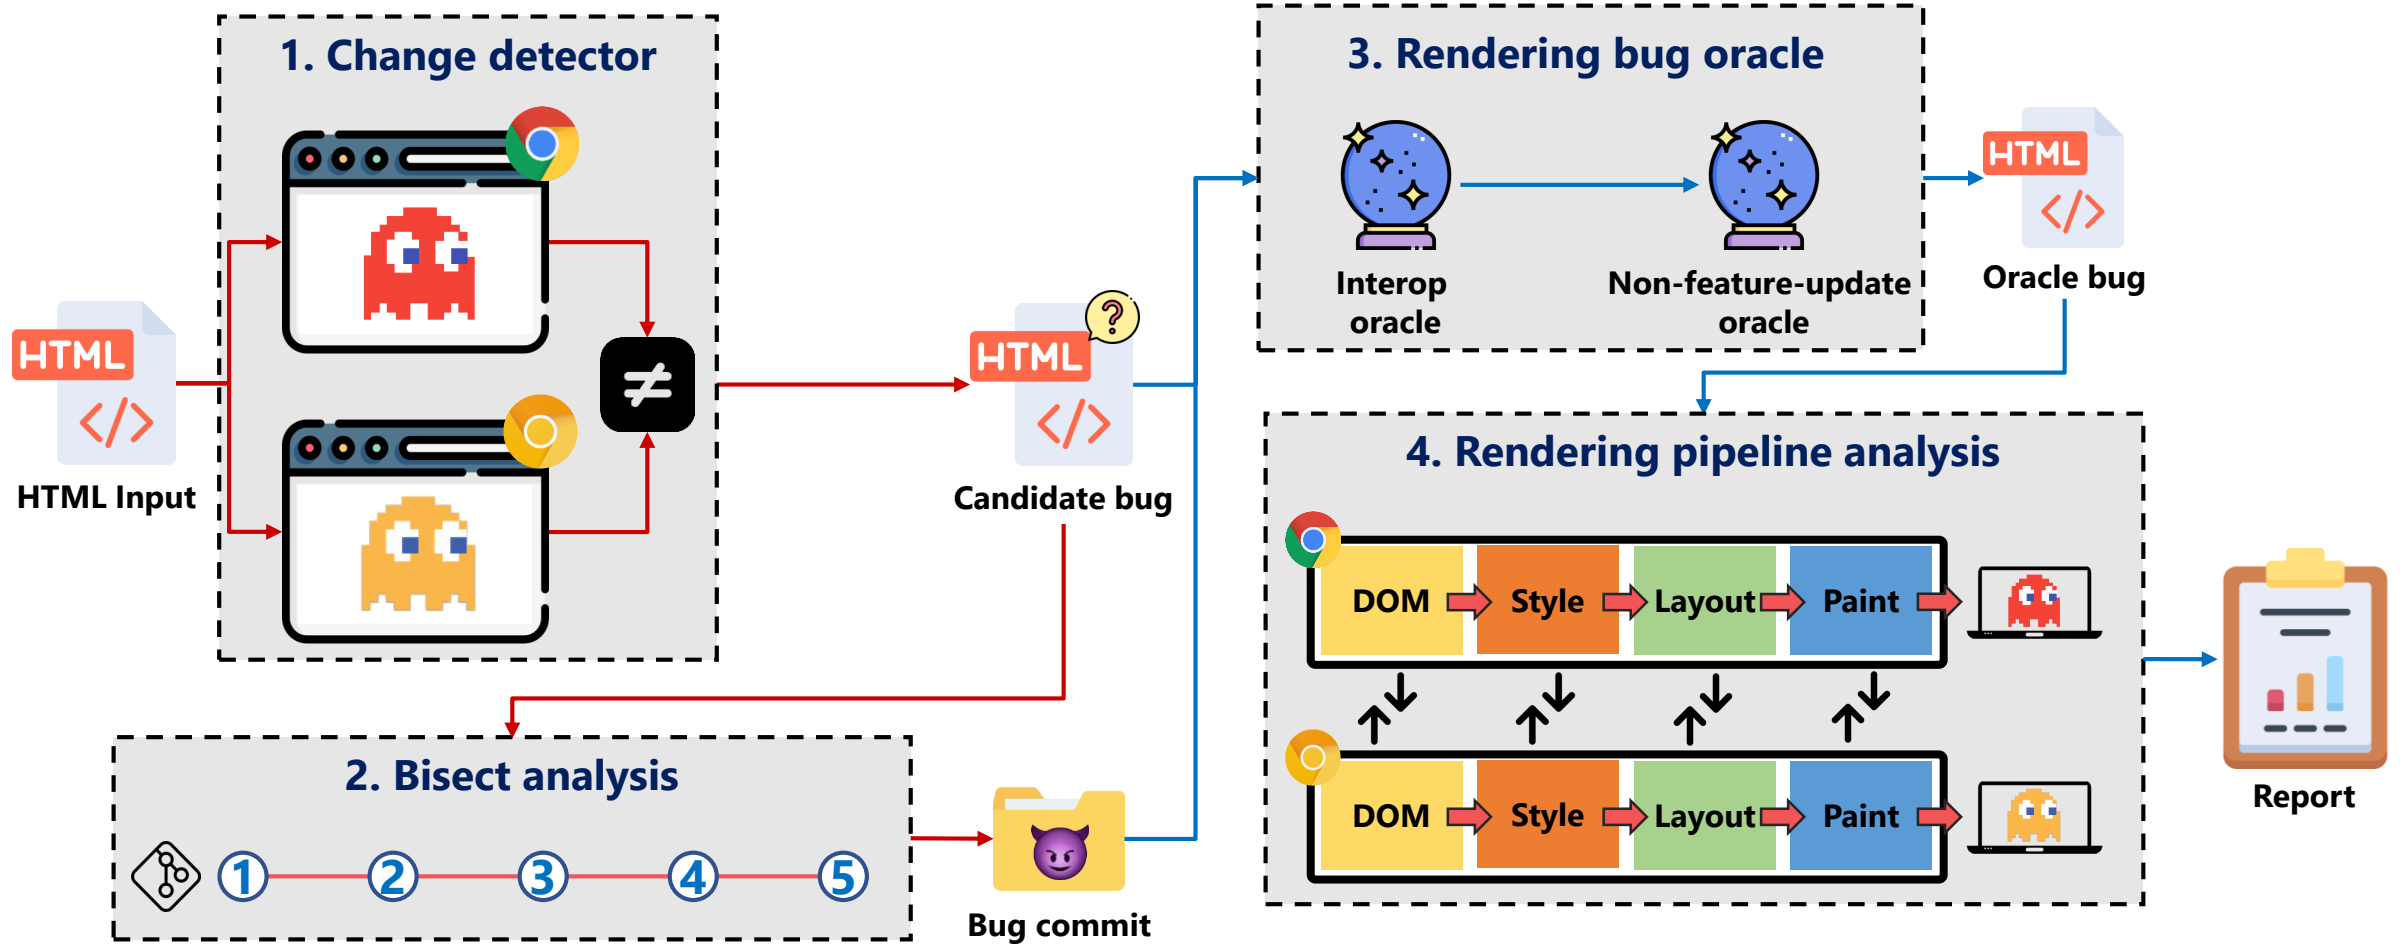 1. Change detector
HTML
HTML Input
HTML
?
Candidate bug
2. Bisect analysis
1 2 3 4 5
Bug commit
3. Rendering bug oracle
Interop
oracle
Non-feature-update
oracle
HTML
Oracle bug
4. Rendering pipeline analysis
DOM Style Layout Paint
DOM Style Layout Paint
Report